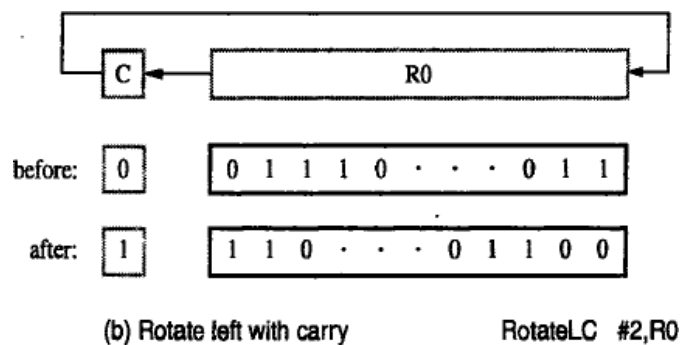 C R0
before: 0 0 1 1 1 0 · · · 0 1 1
after: 1 1 1 0 · · · 0 1 1 0 0
(b) Rotate left with carry RotateLC #2,R0